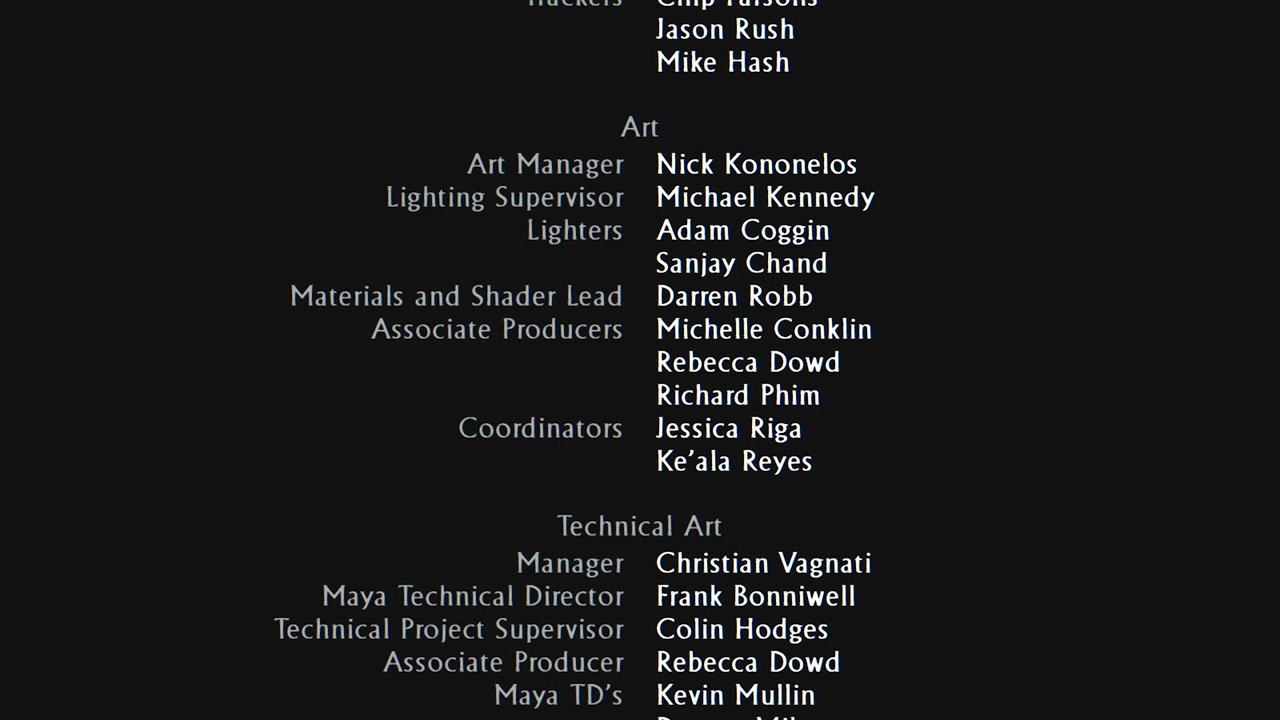 Hackers Chip Parsons
Jason Rush
Mike Hash
Art
Art Manager Nick Kononelos
Lighting Supervisor Michael Kennedy
Lighters Adam Coggin
Sanjay Chand
Materials and Shader Lead Darren Robb
Associate Producers Michelle Conklin
Rebecca Dowd
Richard Phim
Coordinators Jessica Riga
Ke'ala Reyes
Technical Art
Manager Christian Vagnati
Maya Technical Director Frank Bonniwell
Technical Project Supervisor Colin Hodges
Associate Producer Rebecca Dowd
Maya TD's Kevin Mullin